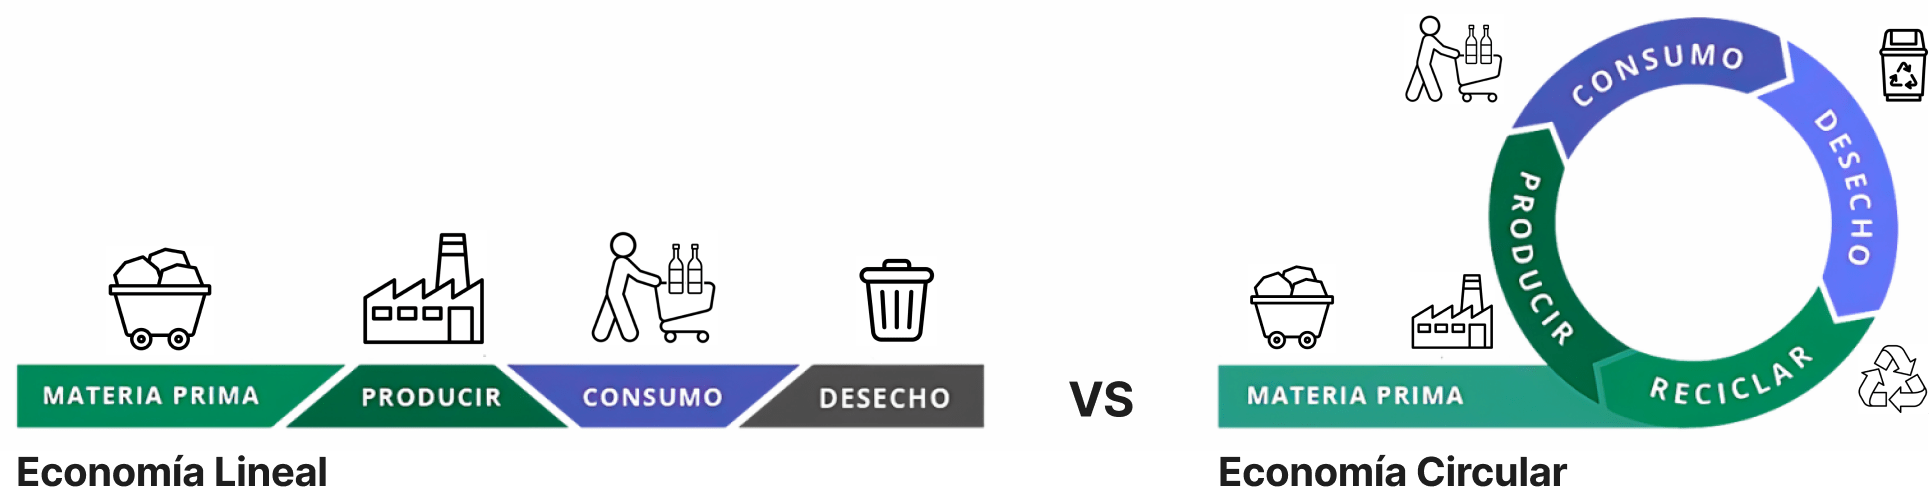 MATERIA PRIMA
PRODUCIR
CONSUMO
DESECHO
Economía Lineal
VS
MATERIA PRIMA
PRODUCIR
CONSUMO
DESECHO
RECICLAR
Economía Circular